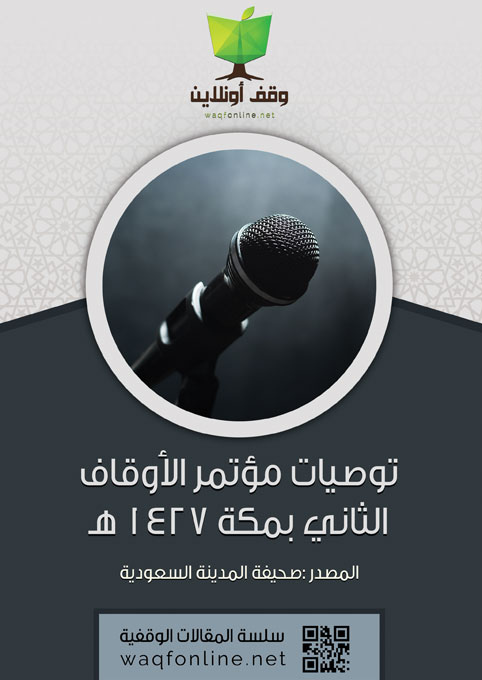 وقف أونلاين
waqfonline.net
توصيات مؤتمر الأوقاف
الثاني بمكة ١٤٢٧ هـ
المصدر :صحيفة المدينة السعودية
سلسة المقالات الوقفية
waqfonline.net